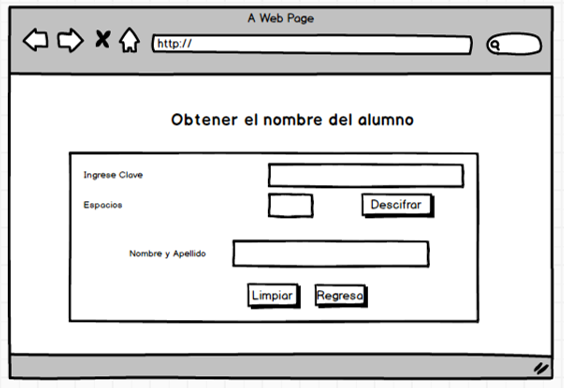 A Web Page
http://
Obtener el nombre del alumno
Ingrese Clave
Espacios
Descifrar
Nombre y Apellido
Limpiar
Regresa